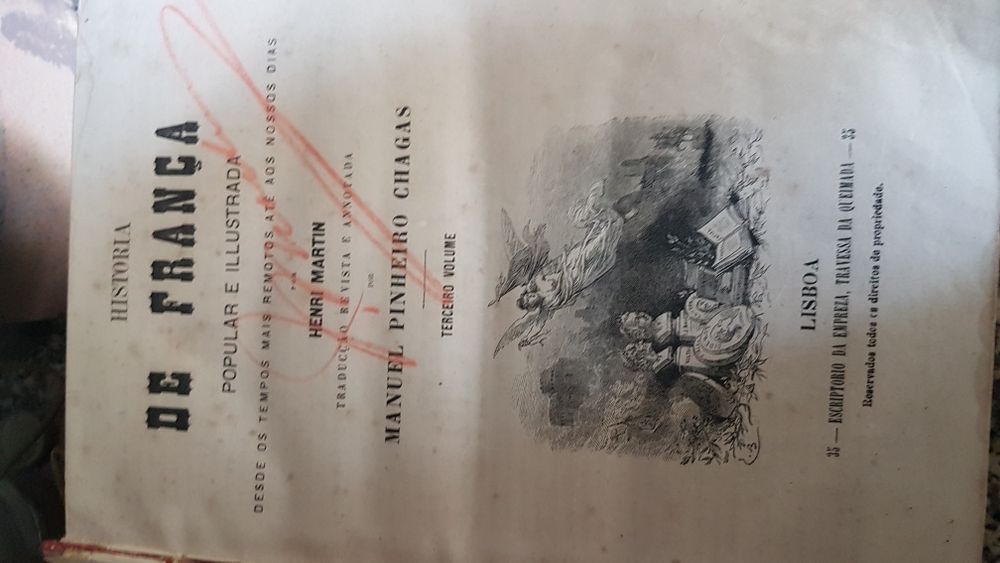 HISTORIA
DE FRANÇA
POPULAR E ILLUSTRADA
DESDE OS TEMPOS MAIS REMOTOS ATÉ AOS NOSSOS DIAS
POR
HENRI MARTIN
TRADUCÇÃO REVISTA E ANNOTADA
POR
MANUEL PINHEIRO CHAGAS
TERCEIRO VOLUME
LISBOA
35 — ESCRIPTORIO DA EMPREZA, TRAVESSA DA QUEIMADA — 35
Reservados todos os direitos de propriedade.